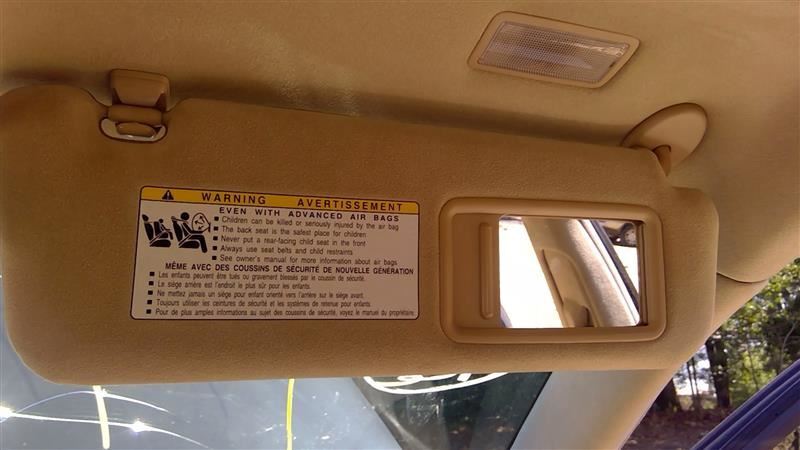 WARNING AVERTISSEMENT
EVEN WITH ADVANCED AIR BAGS
Children can be killed or seriously injured by the air bag
The back seat is the safest place for children
Never put a rear-facing child seat in the front
Always use seat belts and child restraints
See owner's manual for more information about air bags
MÊME AVEC DES COUSSINS DE SÉCURITÉ DE NOUVELLE GÉNÉRATION
Les enfants peuvent être tués ou gravement blessés par le coussin de sécurité.
Le siège arrière est l'endroit le plus sûr pour les enfants.
Ne mettez jamais un siège pour enfant orienté vers l'arrière sur le siège avant.
Toujours utiliser les ceintures de sécurité et les systèmes de retenue pour enfants.
Pour de plus amples informations au sujet des coussins de sécurité, voyez le manuel du propriétaire.